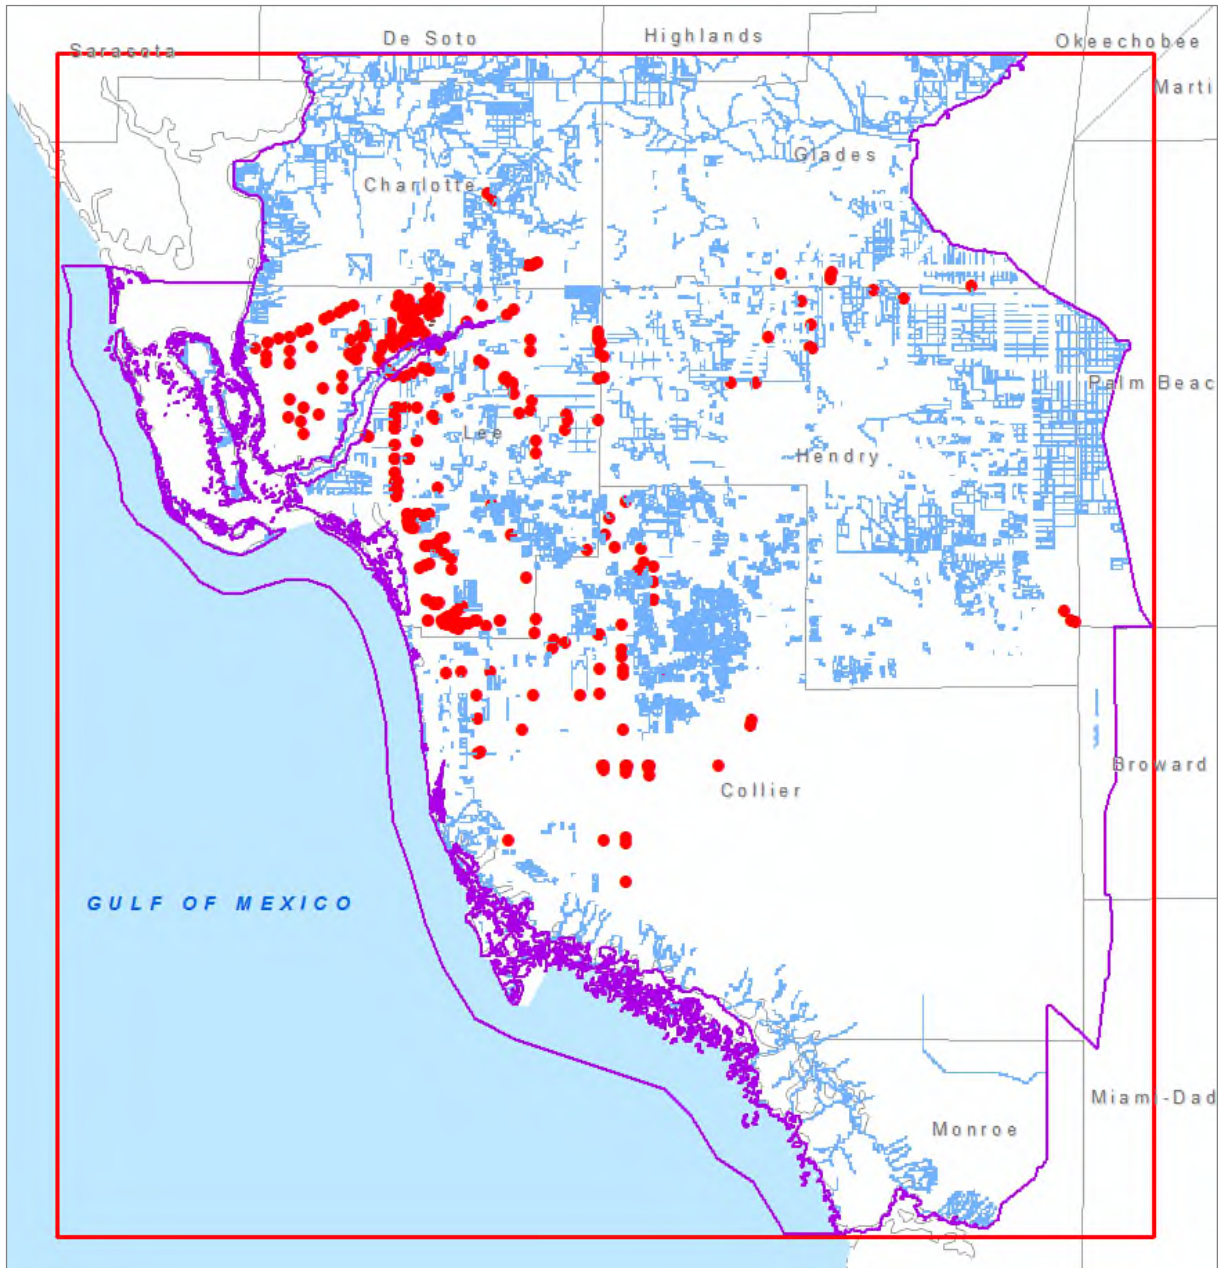 De Soto
Highlands
Okeechobee
Sarasota
Marti
Glades
Charlotte
Palm Beac
Lee
Hendry
Broward
Collier
GULF OF MEXICO
Miami-Dad
Monroe